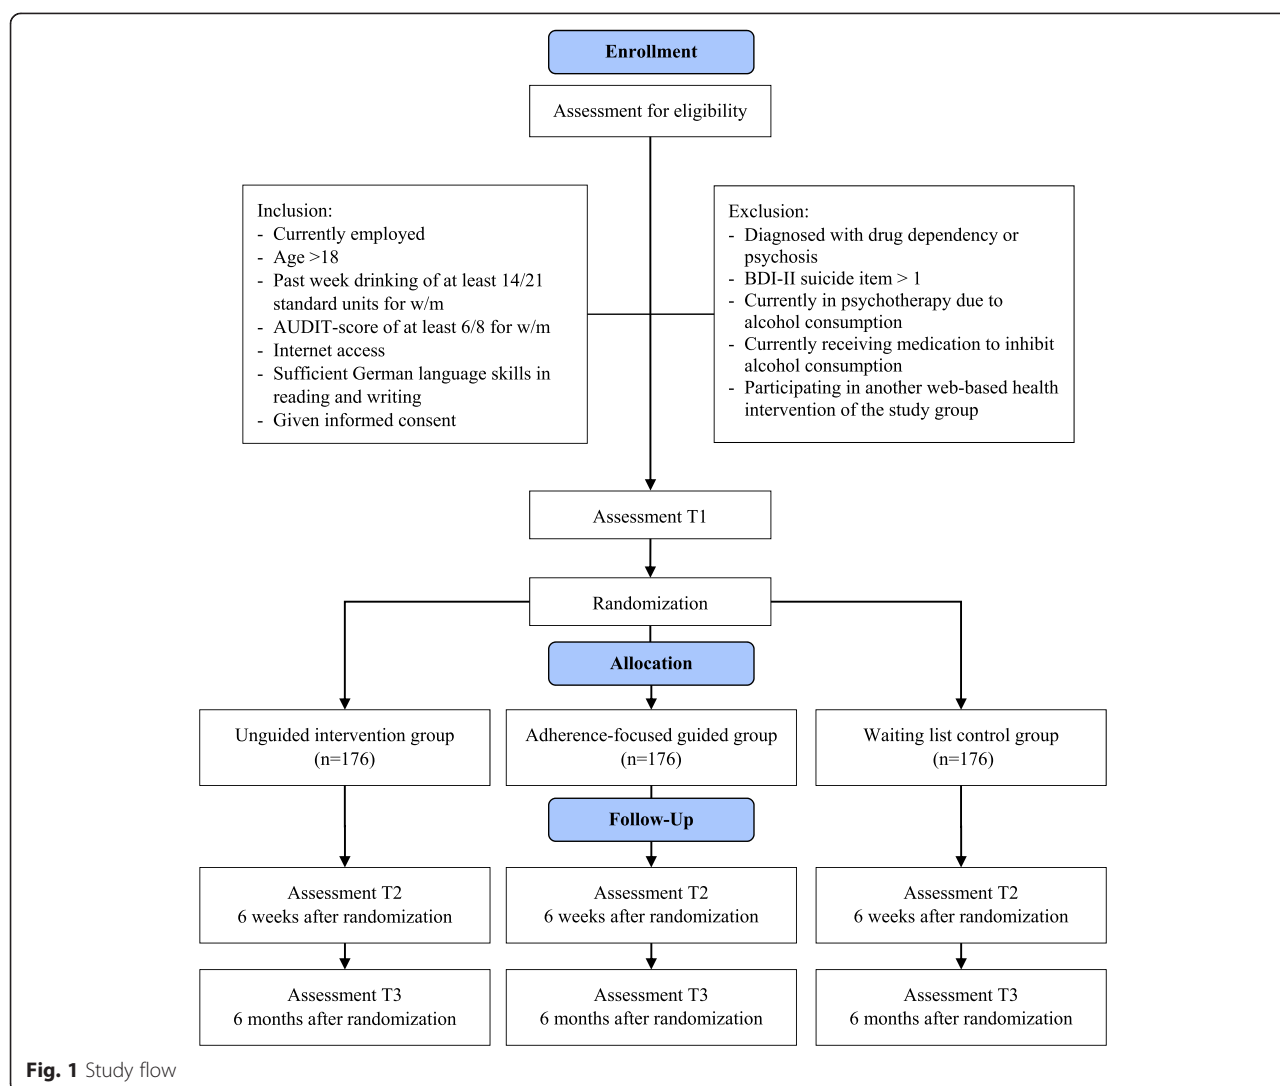 Enrollment
Assessment for eligibility
Inclusion:
- Currently employed
- Age >18
- Past week drinking of at least 14/21
standard units for w/m
- AUDIT-score of at least 6/8 for w/m
- Internet access
- Sufficient German language skills in
reading and writing
- Given informed consent
Exclusion:
- Diagnosed with drug dependency or
psychosis
- BDI-II suicide item > 1
- Currently in psychotherapy due to
alcohol consumption
- Currently receiving medication to inhibit
alcohol consumption
- Participating in another web-based health
intervention of the study group
Assessment T1
Randomization
Allocation
Unguided intervention group
(n=176)
Adherence-focused guided group
(n=176)
Waiting list control group
(n=176)
Follow-Up
Assessment T2
6 weeks after randomization
Assessment T2
6 weeks after randomization
Assessment T2
6 weeks after randomization
Assessment T3
6 months after randomization
Assessment T3
6 months after randomization
Assessment T3
6 months after randomization
Fig. 1 Study flow